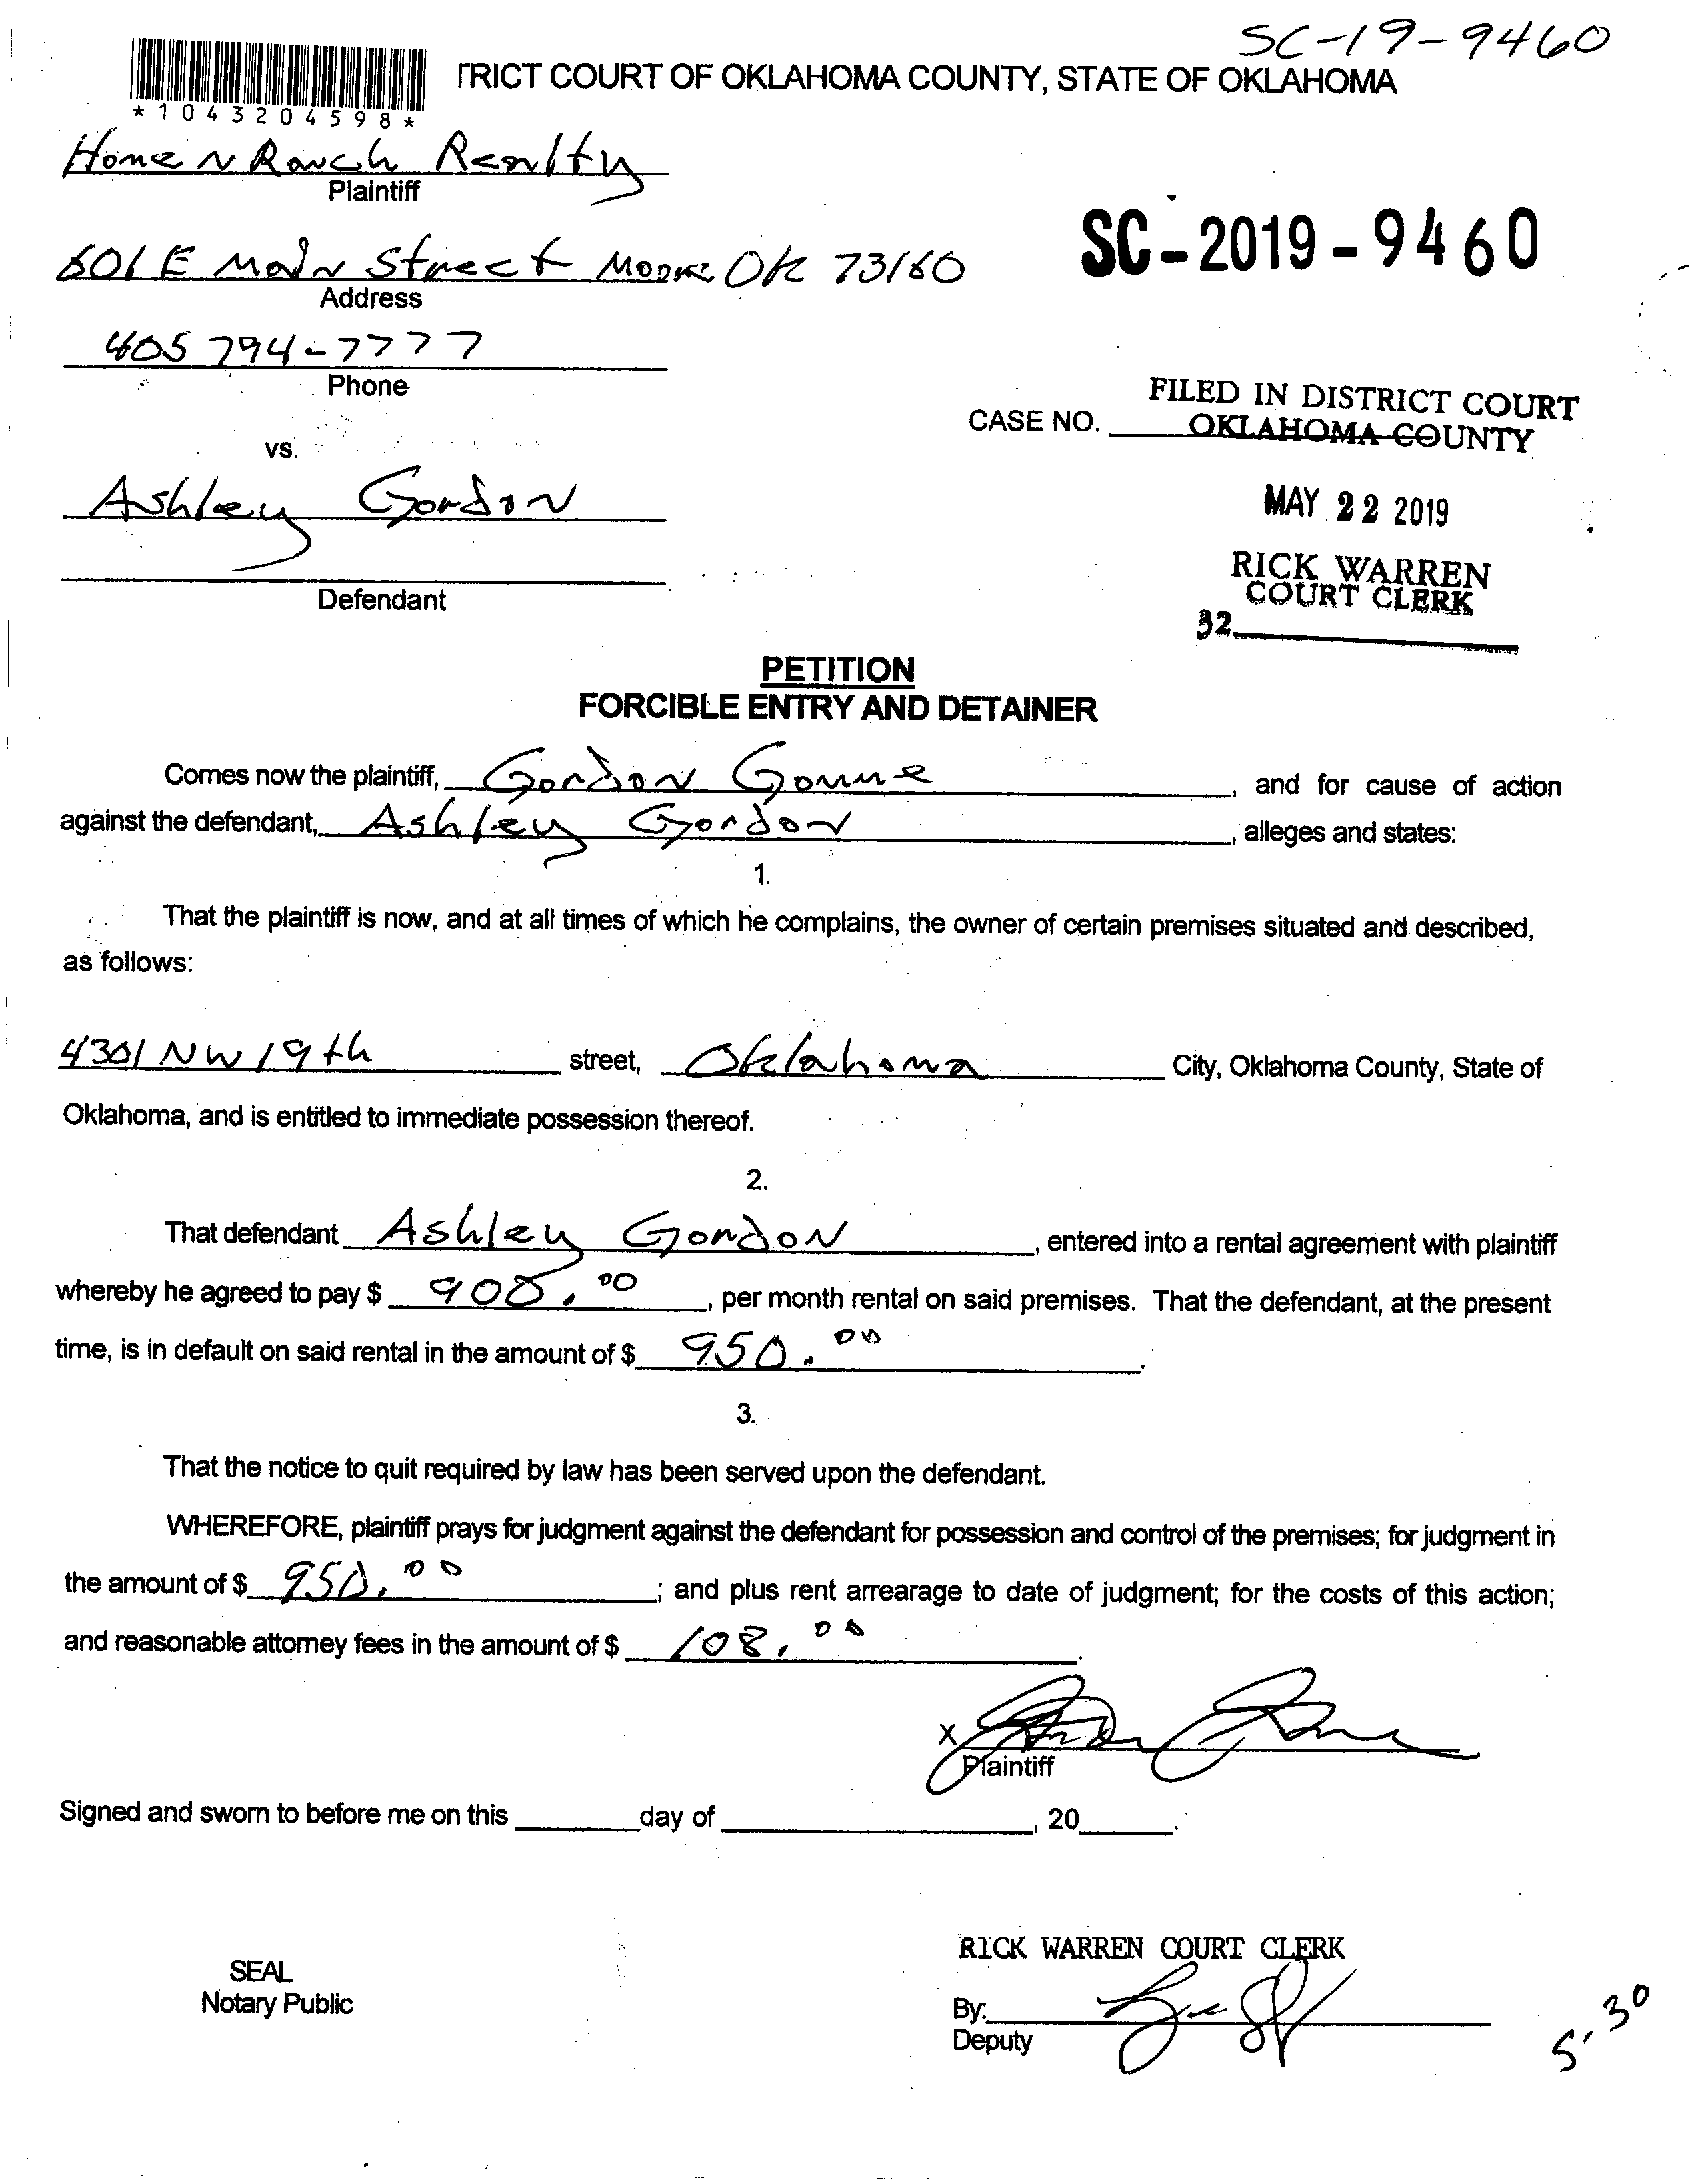 SC-19-9460
TRICT COURT OF OKLAHOMA COUNTY, STATE OF OKLAHOMA
*1043204598*
Home N Ranch Realty
Plaintiff
SC-2019-9460
601 E Main Street Moore OK 73160
Address
405 794-7777
Phone
FILED IN DISTRICT COURT
CASE NO. OKLAHOMA COUNTY
vs.
Ashley Gordon
MAY 22 2019
RICK WARREN
COURT CLERK
Defendant
32
PETITION
FORCIBLE ENTRY AND DETAINER
Comes now the plaintiff, Gordon Gourue, and for cause of action
against the defendant, Ashley Gordon, alleges and states:
1.
That the plaintiff is now, and at all times of which he complains, the owner of certain premises situated and described,
as follows:
4301 NW 19th street, Oklahoma City, Oklahoma County, State of
Oklahoma, and is entitled to immediate possession thereof.
2.
That defendant Ashley Gordon, entered into a rental agreement with plaintiff
whereby he agreed to pay $ 900.00, per month rental on said premises. That the defendant, at the present
time, is in default on said rental in the amount of $ 950.00.
3.
That the notice to quit required by law has been served upon the defendant.
WHEREFORE, plaintiff prays for judgment against the defendant for possession and control of the premises; for judgment in
the amount of $ 950.00; and plus rent arrearage to date of judgment; for the costs of this action;
and reasonable attorney fees in the amount of $ 108.00.
X
Plaintiff
Signed and sworn to before me on this day of , 20 .
RICK WARREN COURT CLERK
SEAL
Notary Public
By:
Deputy
5-30